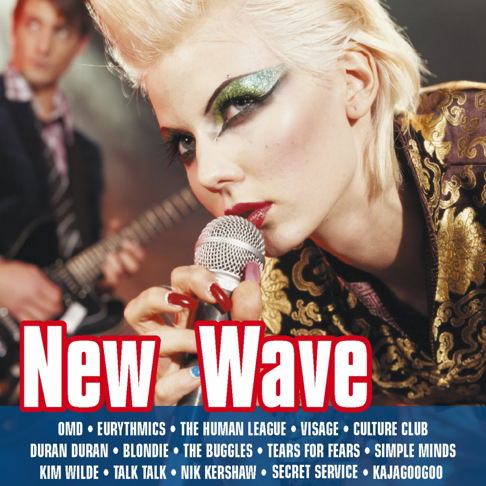 New Wave
OMD • EURYTHMICS • THE HUMAN LEAGUE • VISAGE • CULTURE CLUB
DURAN DURAN • BLONDIE • THE BUGGLES • TEARS FOR FEARS • SIMPLE MINDS
KIM WILDE • TALK TALK • NIK KERSHAW • SECRET SERVICE • KAJAGOOGOO